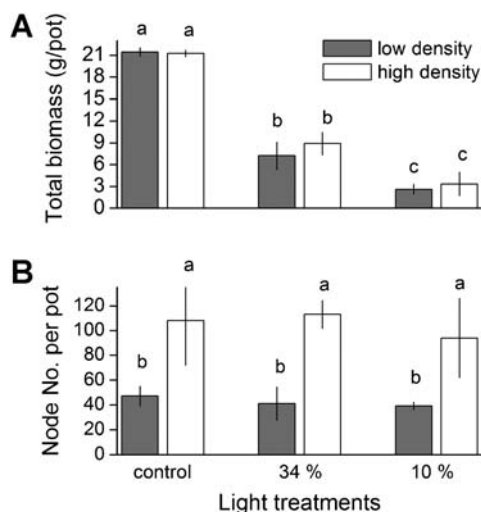 A
a a
low density
high density
Total biomass (g/pot)
21
18
15
12
9
6
3
0
b b
c c
B
a a a
b b b
Node No. per pot
120
100
80
60
40
20
0
control 34 % 10 %
Light treatments